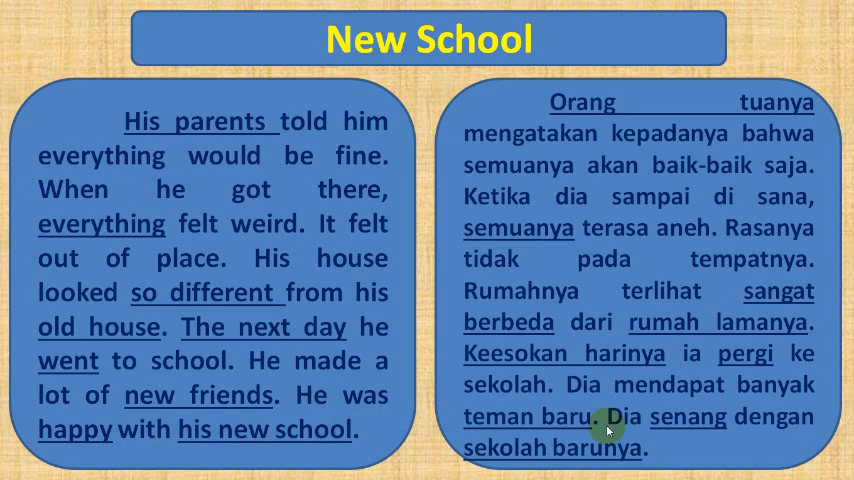 New School
His parents told him
everything would be fine.
When he got there,
everything felt weird. It felt
out of place. His house
looked so different from his
old house. The next day he
went to school. He made a
lot of new friends. He was
happy with his new school.
Orang tuanya
mengatakan kepadanya bahwa
semuanya akan baik-baik saja.
Ketika dia sampai di sana,
semuanya terasa aneh. Rasanya
tidak pada tempatnya.
Rumahnya terlihat sangat
berbeda dari rumah lamanya.
Keesokan harinya ia pergi ke
sekolah. Dia mendapat banyak
teman baru. Dia senang dengan
sekolah barunya.